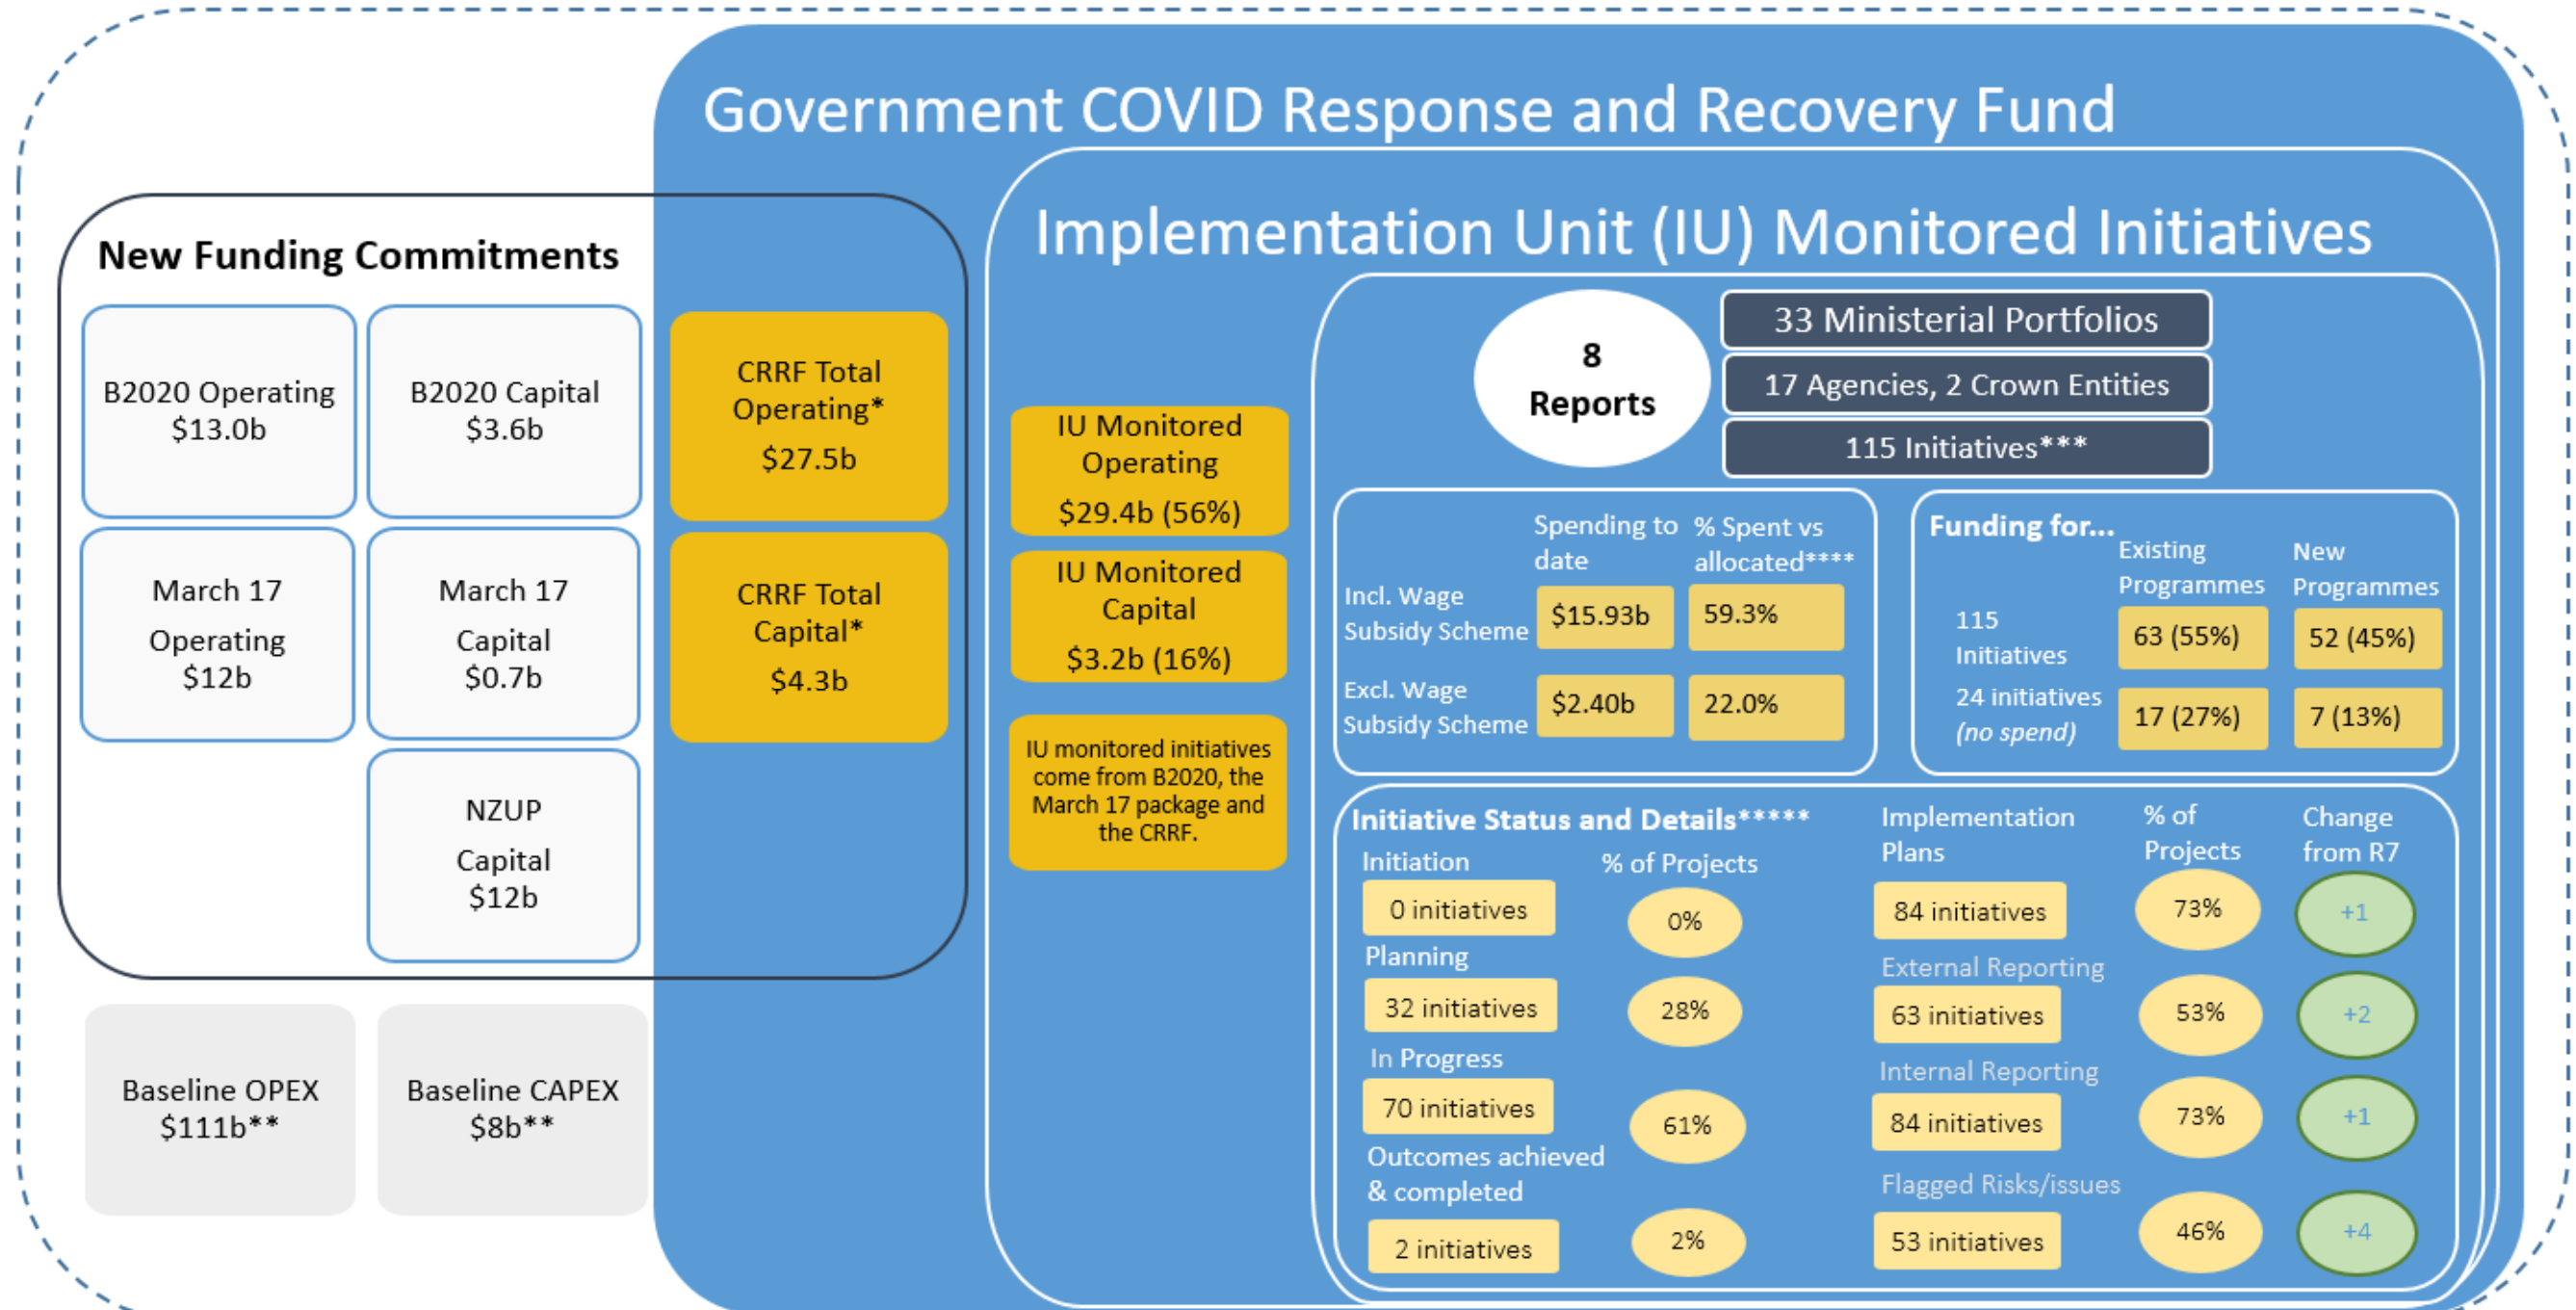 Government COVID Response and Recovery Fund
Implementation Unit (IU) Monitored Initiatives
New Funding Commitments
B2020 Operating
$13.0b
B2020 Capital
$3.6b
CRRF Total
Operating*
$27.5b
March 17
Operating
$12b
March 17
Capital
$0.7b
CRRF Total
Capital*
$4.3b
NZUP
Capital
$12b
Baseline OPEX
$111b**
Baseline CAPEX
$8b**
IU Monitored
Operating
$29.4b (56%)
IU Monitored
Capital
$3.2b (16%)
IU monitored initiatives
come from B2020, the
March 17 package and
the CRRF.
8
Reports
33 Ministerial Portfolios
17 Agencies, 2 Crown Entities
115 Initiatives***
Spending to
date
% Spent vs
allocated****
Incl. Wage
Subsidy Scheme
$15.93b
59.3%
Excl. Wage
Subsidy Scheme
$2.40b
22.0%
Funding for...
Existing
Programmes
New
Programmes
115
Initiatives
63 (55%)
52 (45%)
24 initiatives
(no spend)
17 (27%)
7 (13%)
Initiative Status and Details*****
% of Projects
Initiation
0 initiatives
0%
Planning
32 initiatives
28%
In Progress
70 initiatives
61%
Outcomes achieved
& completed
2 initiatives
2%
Implementation
Plans
% of
Projects
Change
from R7
84 initiatives
73%
+1
External Reporting
63 initiatives
53%
+2
Internal Reporting
84 initiatives
73%
+1
Flagged Risks/issues
53 initiatives
46%
+4